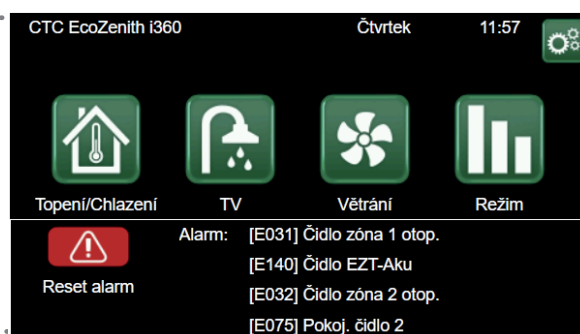 CTC EcoZenith i360 Čtvrtek 11:57
Topení/Chlazení TV Větrání Režim
Alarm: [E031] Čidlo zóna 1 otop.
[E140] Čidlo EZT-Aku
Reset alarm
[E032] Čidlo zóna 2 otop.
[E075] Pokoj. čidlo 2